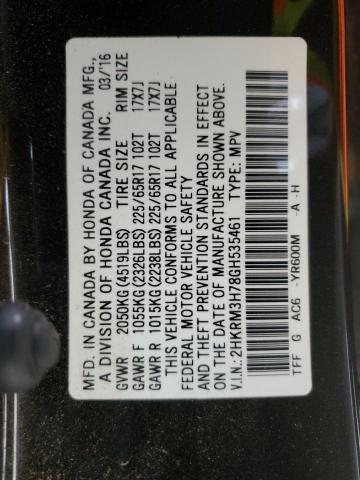 MFD. IN CANADA BY HONDA OF CANADA MFG.,
A DIVISION OF HONDA CANADA INC. 03/'16
GVWR 2050KG (4519LBS) TIRE SIZE RIM SIZE
GAWR F 1055KG (2326LBS) 225/65R17 102T 17X7J
GAWR R 1015KG (2238LBS) 225/65R17 102T 17X7J
THIS VEHICLE CONFORMS TO ALL APPLICABLE
FEDERAL MOTOR VEHICLE SAFETY
AND THEFT PREVENTION STANDARDS IN EFFECT
ON THE DATE OF MANUFACTURE SHOWN ABOVE.
V.I.N.: 2HKRM3H78GH535461 TYPE: MPV
TFF G AC6 -YR600M -A -H